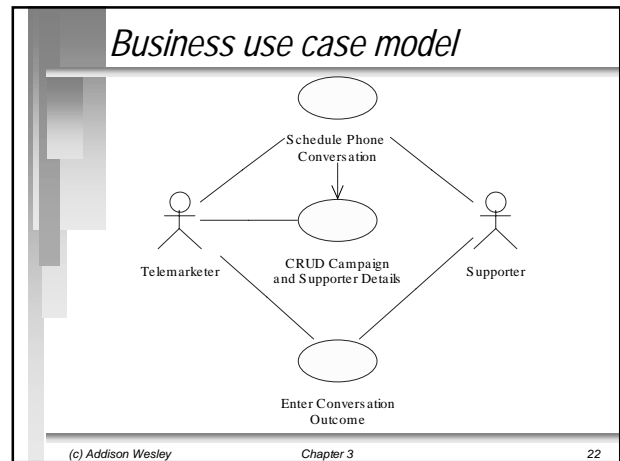 Business use case model
Schedule Phone
Conversation
Telemarketer
CRUD Campaign
and Supporter Details
Supporter
Enter Conversation
Outcome
(c) Addison Wesley
Chapter 3
22